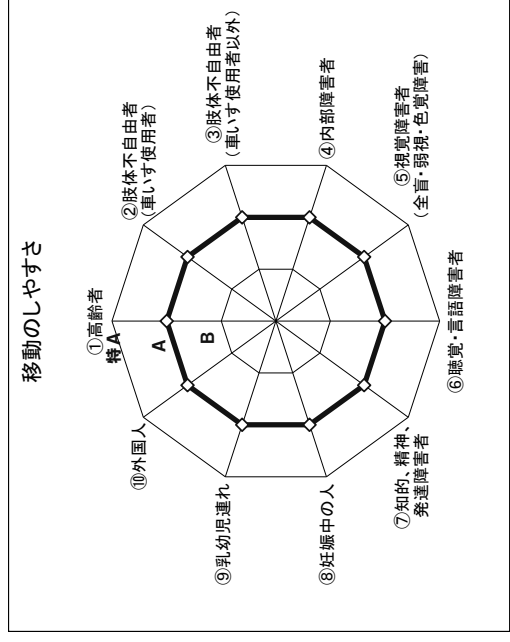 移動のしやすさ
①高齢者
特A
A
B
②肢体不自由者
(車いす使用者)
③肢体不自由者
(車いす使用者以外)
④内部障害者
⑤視覚障害者
(全盲・弱視・色覚障害)
⑥聴覚・言語障害者
⑦知的、精神、
発達障害者
⑧妊娠中の人
⑨乳幼児連れ
⑩外国人